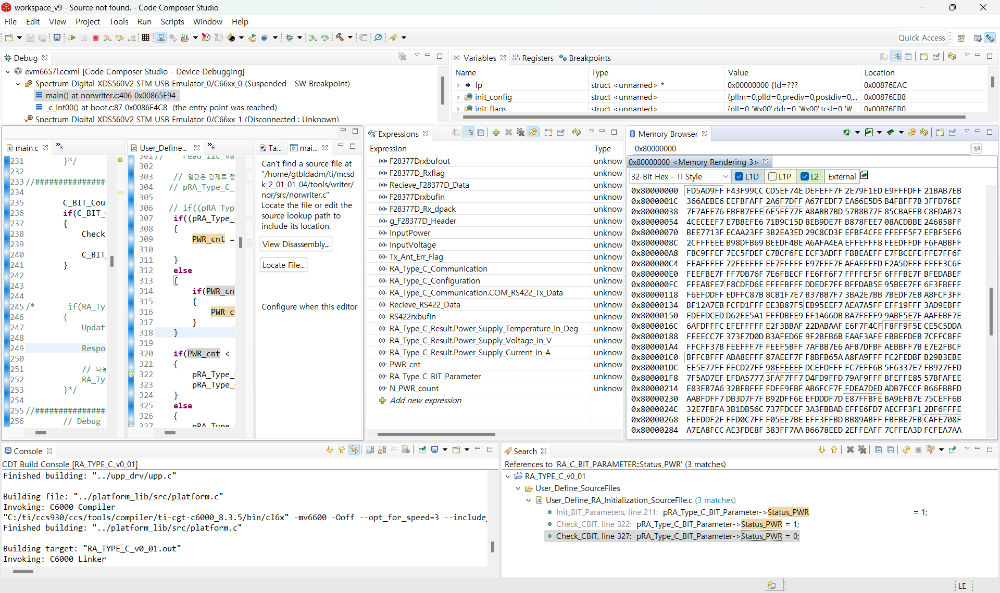 workspace_v9 - Source not found. - Code Composer Studio
File Edit View Project Tools Run Scripts Window Help
Quick Access
Debug
evm6657l.ccxml [Code Composer Studio - Device Debugging]
Spectrum Digital XDS560V2 STM USB Emulator_0/C66xx_0 (Suspended - SW Breakpoint)
main() at norwriter.c:406 0x00865E94
_c_int00() at boot.c:87 0x0086E4C8 (the entry point was reached)
Spectrum Digital XDS560V2 STM USB Emulator 0/C66xx 1 (Disconnected : Unknown)
Variables Registers Breakpoints
Name Type Value Location
fp struct <unnamed> * 0x00000000 {fd=??? 0x00876EAC
init_config struct <unnamed> {pllm=0,plld=0,prediv=0,postdiv=0,... 0x00876EB8
init flags struct <unnamed> {pll=0 '₩x00',ddr=0 '₩x00',tcsl=0 '₩... 0x00876EB0
main.c
231 }*/
232
233 //################
234
235 C_BIT_Cou
236 if(C_BIT_
237 {
238 Check_
239
240 C_BIT_
241 }
242
243
244
245 /* if(RA_Ty
246 {
247 Updat
248
249 Respo
250
251 // 다음
252 RA_Ty
253 }*/
254
255 //################
256 // Debug
User_Define...
301 // read_i2c_va
302
303 // 일단은 강제로 정
304 // pRA_Type_C_
305
306 // if((pRA_Typ
307 if((pRA_Type_
308 {
309 PWR_cnt =
310
311 }
312 else
313 {
314 if(PWR_cn
315 {
316 PWR_c
317 }
318 }
319
320 if(PWR_cnt <
321 {
322 pRA_Type_
323 pRA_Type_
324 }
325 else
326 {
327 pRA_Type
Ta... mai...
Can't find a source file at
"/home/gtbldadm/ti/mcsd
k_2_01_01_04/tools/writer/
nor/src/norwriter.c"
Locate the file or edit the
source lookup path to
include its location.
View Disassembly...
Locate File...
Configure when this editor
Expressions
Expression Type
F28377Drxbufout unknow
F28377D_Rxflag unknow
Recieve_F28377D_Data unknow
F28377Drxbufin unknow
F28377D_Rx_dpack unknow
g_F28377D_Header unknow
InputPower unknow
InputVoltage unknow
Tx_Ant_Err_Flag unknow
RA_Type_C_Communication unknow
RA_Type_C_Configuration unknow
RA_Type_C_Communication.COM_RS422_Tx_Data unknow
Recieve_RS422_Data unknow
RS422rxbufin unknow
RA_Type_C_Result.Power_Supply_Temperature_in_Deg unknow
RA_Type_C_Result.Power_Supply_Voltage_in_V unknow
RA_Type_C_Result.Power_Supply_Current_in_A unknow
PWR_cnt unknow
RA_Type_C_BIT_Parameter unknow
N_PWR_count unknow
Add new expression
Memory Browser
0x80000000
0x80000000 <Memory Rendering 3>
32-Bit Hex - TI Style L1D L1P L2 External
0x80000000 FD5AD9FF F43F99CC CD5EF74E DEFEFF7F 2E79F1ED E9FFFDFF 21BAB7EB
0x8000001C 366AEBE6 EEFBFAFF 2A6F7DFF A67FEDF7 EA66E5D5 B4FBFF7B 3FFD76EF
0x80000038 7F7AFE76 FBFB7FFE 6E5FF77F A8ABB7BD 57B8B77F 85CBAEFB C8EDAB73
0x80000054 4CECEEF7 E7BBEFE6 71B9C15D 8EB9DE7F B878FEE7 08ACDBBE 246858FF
0x80000070 BEE7713F ECAA23FF 3B2EA3ED 29C8CD3F EFBF4CFE FFEFF5F7 EFBF5EF6
0x8000008C 2CFFFEEE B98DFB69 BEEDF4BE A6AFA4EA EFFEFFF8 FEEDFFDF F6FABBFF
0x800000A8 FBC9FFEF 7EC5FDEF C7BCF6FE ECF3ADFF FBBEAEFF E7FBCEFE FFE7FF6F
0x800000C4 FEAFFFEF 72FEEFFF EE7FFFFF E97FFF7F AFAFFFFD F2A5DFFF FFFF3C6F
0x800000E0 FEEFBE7F FF7DB76F 7E6FBECF FE6FF6F7 FFFFEF5F 6FFFBE7F BFEDABEF
0x800000FC FFEA8FE7 F8CDFD6E FFEFBFFF DDEDF7FF BFFDAB5E 95BEE7FF 6F3FBEFF
0x80000118 F6EFDDFF EDFFC87B 8CB1F7E7 B37BB7F7 3BA2E7BB 7BEDF7EB A8FCF3FF
0x80000134 BF12A7EB FCFD1FFF EE3B87F5 EB95EEF7 AEA7A5FF EFF19FFF 3AD9EBFF
0x80000150 FDEFDCED D62FE5A1 FFFDBEE9 EF1A66DB BA7FFFF9 9ABF5E7F AAFEBF7E
0x8000016C 6AFDFFFC EFEFFFFF E2F3BBAF 22DABAAF E6F7F4CF F8FF9F5E CE5C5DDA
0x80000188 FEEECC7F 373F7D0D B3AFED6E 9F2BFB6B FAAF3AFE FBBEFDEB 7CFFCBFF
0x800001A4 FFCFF37B FEEFFF7F FFEEF5BFF 7AFBB7E6 AFB7DFBF AEBBFF7B E7E2FBCF
0x800001C0 BFFCBFFF ABA8EFFF 87AEEF7F F8BFB65A A8FA9FFF FC2FEDBF B29B3EBE
0x800001DC EE5E77FF FECD27FF 98EFEEEF DCEFDFFF FC7EFF6B 5F6337E7 FB927FED
0x800001F8 7F5AD7EF EFDA5777 3FAF7FF7 D4FD9FFD 79AF9FFF BFEFFE85 57BFAFEE
0x80000214 E83EB7A6 32BFBFFF FDFE9FBF AB6FCF7F FDEA7DED ADB7FCCF B66FBBFD
0x80000230 AABFDFF7 DB3D7F7F B92DFF6E EFDDDF7D E87FFBFE BA9EFB7E 75CEFF6B
0x8000024C 32E7FBFA 3B1DB56C 737FDCEF 3A3FBBAD EFFE6FD7 AECFF3F1 2DF6FFFE
0x80000268 FEFDDF2F FFD0C7FF F05EE7BE EFF3FFBD BB89ABFF FBFBE7FB CAFE708F
0x80000284 A7EA8FCC AE3FDE8F 383FF7AA B6678EED 2EFFEAFF 7CFFEA3D FCFEA7AA
Console
CDT Build Console [RA_TYPE_C_v0_01]
Finished building: "../upp_drv/upp.c"
Building file: "../platform_lib/src/platform.c"
Invoking: C6000 Compiler
"C:/ti/ccs930/ccs/tools/compiler/ti-cgt-c6000_8.3.5/bin/cl6x" -mv6600 -Ooff --opt_for_speed=3 --include_
Finished building: "../platform_lib/src/platform.c"
Building target: "RA_TYPE_C_v0_01.out"
Invoking: C6000 Linker
Search
References to 'RA_C_BIT_PARAMETER::Status_PWR' (3 matches)
RA_TYPE_C_v0_01
User_Define_SourceFiles
User_Define_RA_Initialization_SourceFile.c (3 matches)
Init_BIT_Parameters, line 211: pRA_Type_C_BIT_Parameter->Status_PWR = 1;
Check_CBIT, line 322: pRA_Type_C_BIT_Parameter->Status_PWR = 1;
Check_CBIT, line 327: pRA_Type_C_BIT_Parameter->Status_PWR = 0;
LE